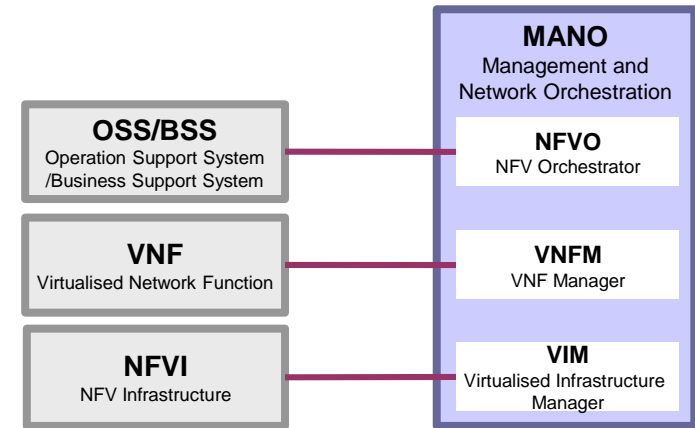 MANO
Management and
Network Orchestration
OSS/BSS
Operation Support System
/Business Support System
NFVO
NFV Orchestrator
VNF
Virtualised Network Function
VNFM
VNF Manager
NFVI
NFV Infrastructure
VIM
Virtualised Infrastructure
Manager